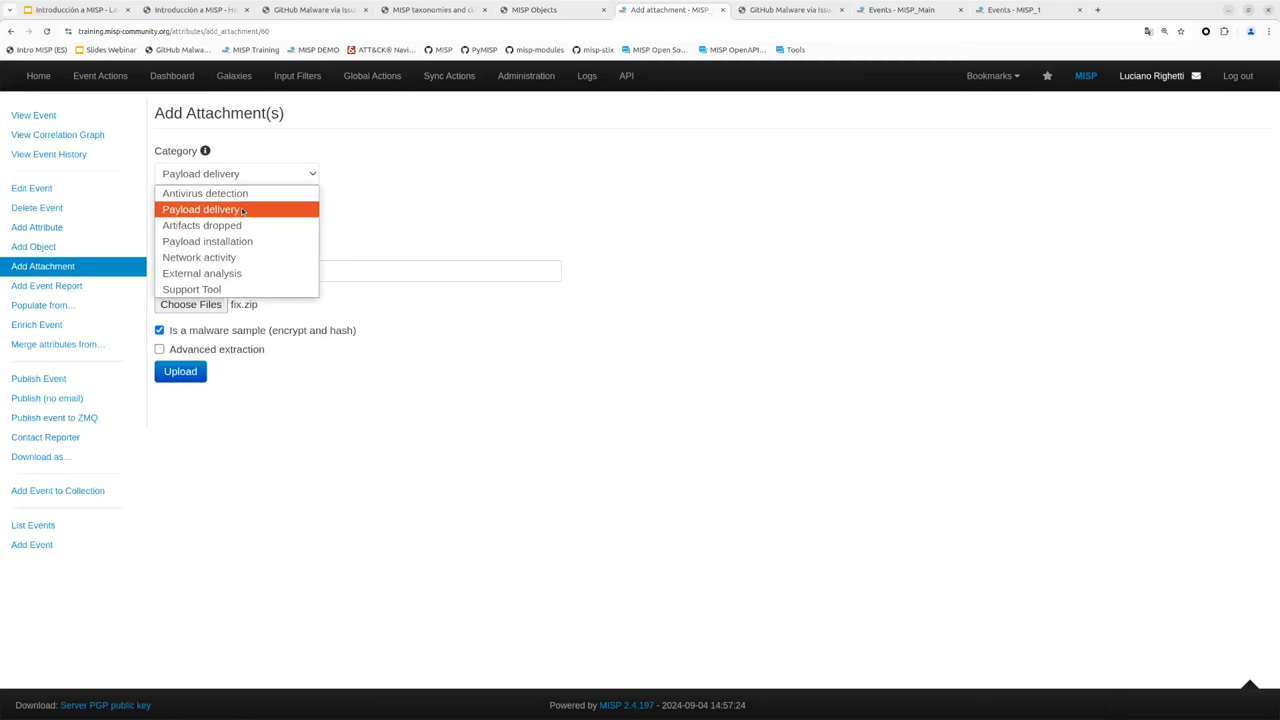 Introducción a MISP - LA
Introducción a MISP - He
GitHub Malware via Issu
MISP taxonomies and cl
MISP Objects
Add attachment - MISP_
GitHub Malware via Issu
Events - MISP_Main
Events - MISP_1
training.misp-community.org/attributes/add_attachment/60
Intro MISP (ES) Slides Webinar GitHub Malwa... MISP Training MISP DEMO ATT&CK® Navi... MISP PyMISP misp-modules misp-stix MISP Open So... MISP OpenAPI... Tools
Home Event Actions Dashboard Galaxies Input Filters Global Actions Sync Actions Administration Logs API Bookmarks MISP Luciano Righetti Log out
View Event
View Correlation Graph
View Event History
Edit Event
Delete Event
Add Attribute
Add Object
Add Attachment
Add Event Report
Populate from...
Enrich Event
Merge attributes from...
Publish Event
Publish (no email)
Publish event to ZMQ
Contact Reporter
Download as...
Add Event to Collection
List Events
Add Event
Add Attachment(s)
Category
Payload delivery
Antivirus detection
Payload delivery
Artifacts dropped
Payload installation
Network activity
External analysis
Support Tool
Choose Files fix.zip
Is a malware sample (encrypt and hash)
Advanced extraction
Upload
Download: Server PGP public key
Powered by MISP 2.4.197 - 2024-09-04 14:57:24